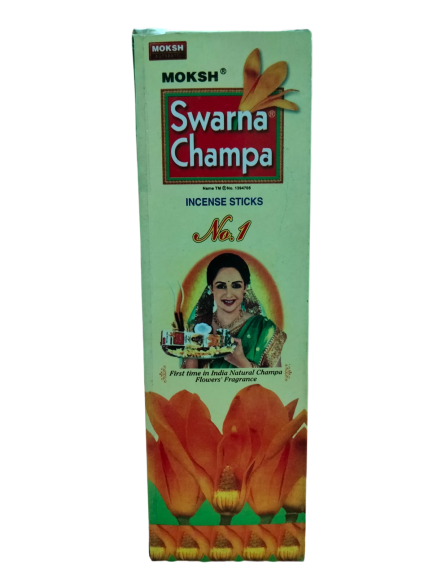 MOKSH
MOKSH®
Swarna®
Champa
INCENSE STICKS
No.1
First time in India Natural Champa
Flowers' Fragrance